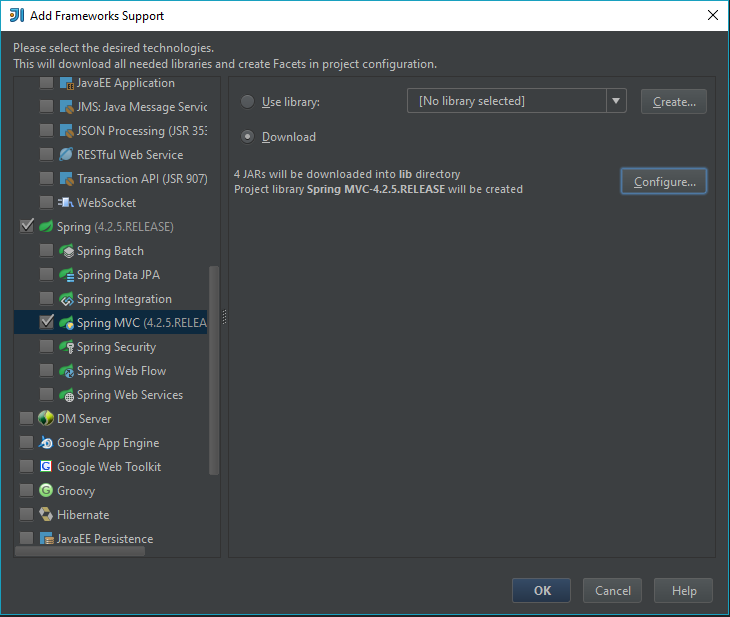 Add Frameworks Support
Please select the desired technologies.
This will download all needed libraries and create Facets in project configuration.
JavaEE Application
JMS: Java Message Servic
JSON Processing (JSR 353
RESTful Web Service
Transaction API (JSR 907)
WebSocket
Spring (4.2.5.RELEASE)
Spring Batch
Spring Data JPA
Spring Integration
Spring MVC (4.2.5.RELEA
Spring Security
Spring Web Flow
Spring Web Services
DM Server
Google App Engine
Google Web Toolkit
Groovy
Hibernate
JavaEE Persistence
Use library:
[No library selected]
Create...
Download
4 JARs will be downloaded into lib directory
Project library Spring MVC-4.2.5.RELEASE will be created
Configure...
OK
Cancel
Help